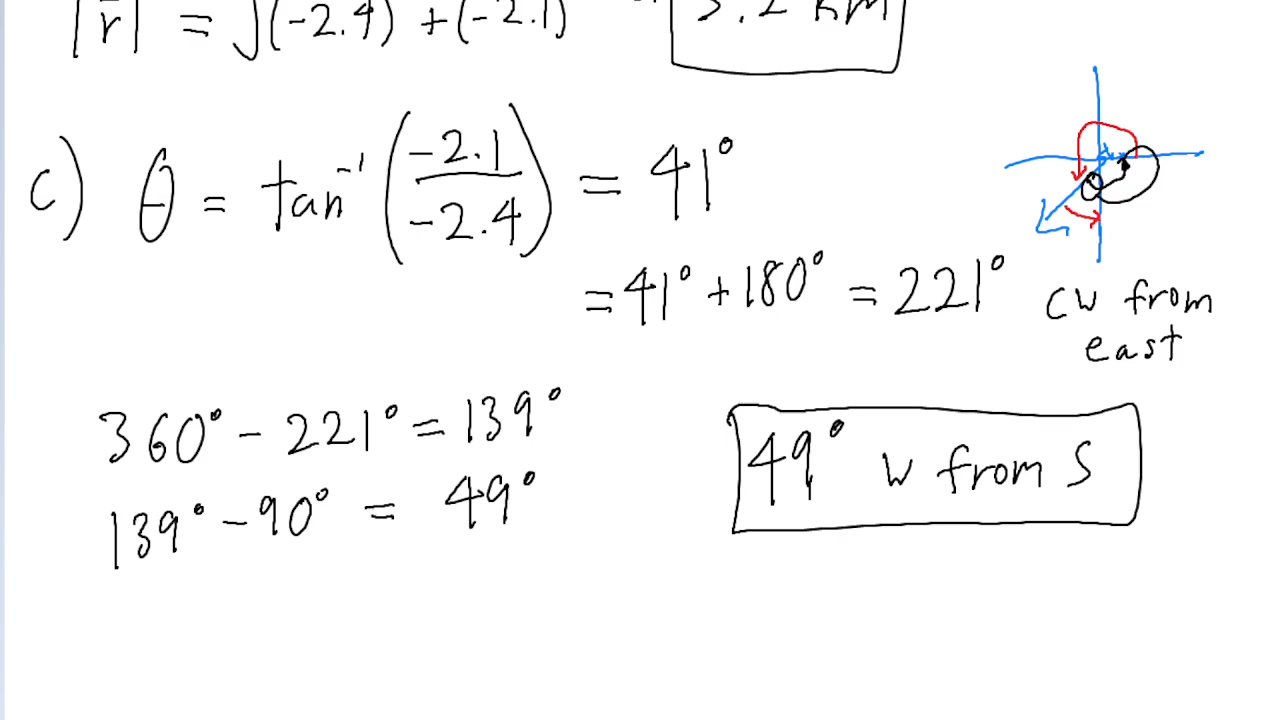 |r̄| = √(-2.4) + (-2.1) 3.2 km
c) θ = tan⁻¹ (-2.1 / -2.4) = 41°
= 41° + 180° = 221° cw from east
360° - 221° = 139°
139° - 90° = 49°
49° w from S